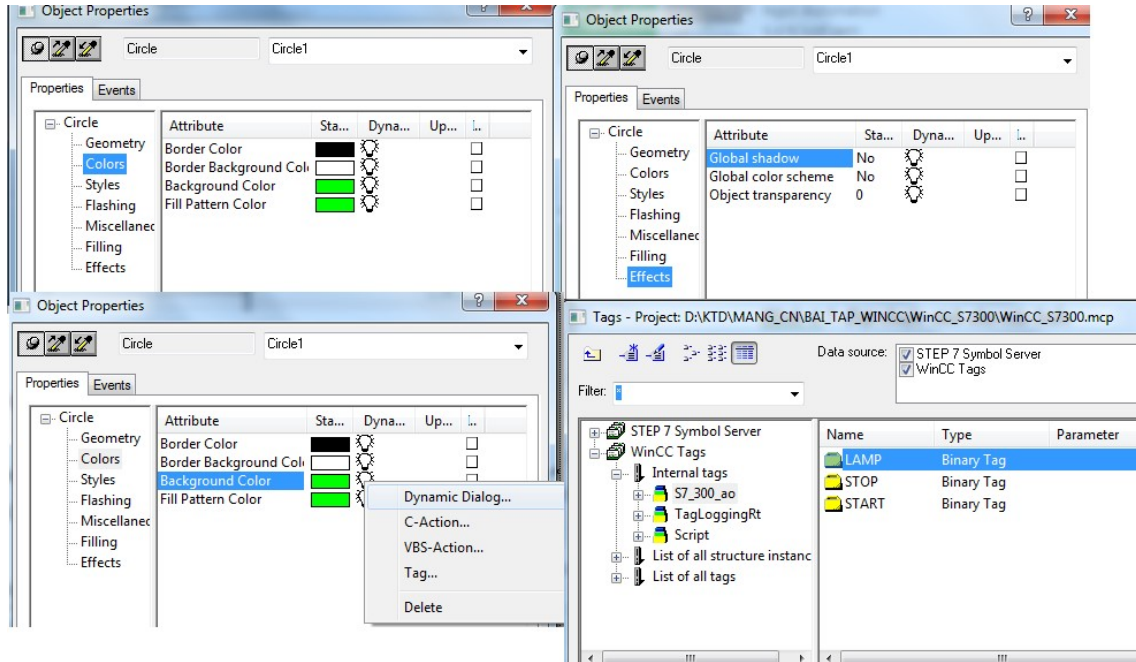 Object Properties
Circle Circle1
Properties Events
Circle
Geometry
Colors
Styles
Flashing
Miscellanec
Filling
Effects
Attribute Sta... Dyna... Up... I..
Border Color
Border Background Col
Background Color
Fill Pattern Color
Object Properties
Circle Circle1
Properties Events
Circle
Geometry
Colors
Styles
Flashing
Miscellanec
Filling
Effects
Attribute Sta... Dyna... Up... I..
Global shadow No
Global color scheme No
Object transparency 0
Object Properties
Circle Circle1
Properties Events
Circle
Geometry
Colors
Styles
Flashing
Miscellanec
Filling
Effects
Attribute Sta... Dyna... Up... I..
Border Color
Border Background Col
Background Color
Fill Pattern Color
Dynamic Dialog...
C-Action...
VBS-Action...
Tag...
Delete
Tags - Project: D:\KTD\MANG_CN\BAI_TAP_WINCC\WinCC_S7300\WinCC_S7300.mcp
Data source: STEP 7 Symbol Server
WinCC Tags
Filter: *
STEP 7 Symbol Server
WinCC Tags
Internal tags
S7_300_ao
TagLoggingRt
Script
List of all structure instanc
List of all tags
Name Type Parameter
LAMP Binary Tag
STOP Binary Tag
START Binary Tag